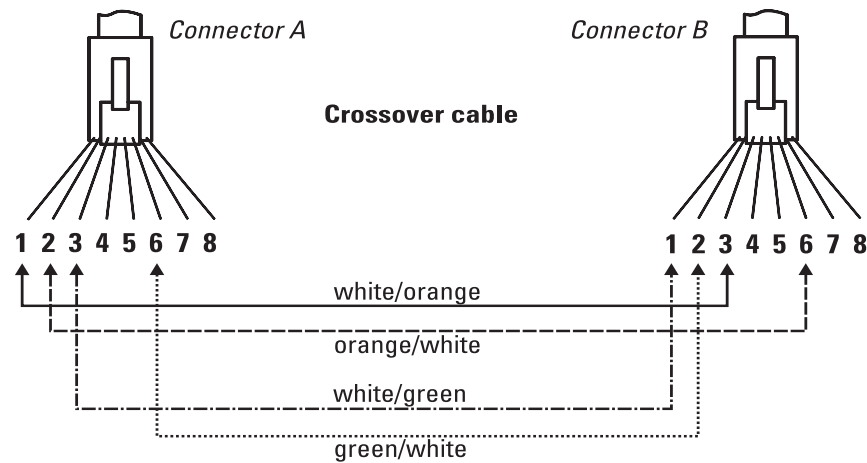 Connector A
Connector B
Crossover cable
1 2 3 4 5 6 7 8
1 2 3 4 5 6 7 8
white/orange
orange/white
white/green
green/white